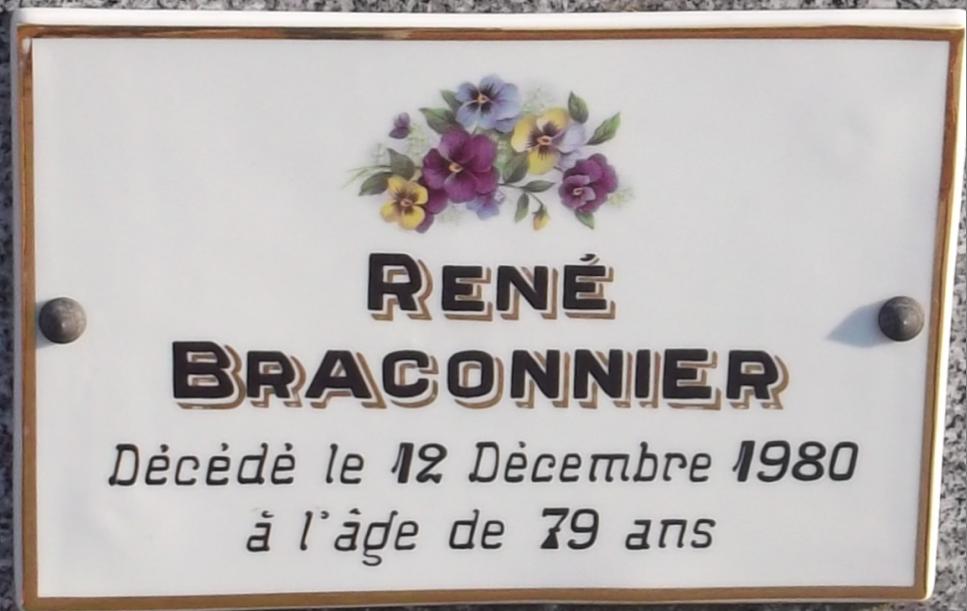 RENÉ
BRACONNIER
Décédé le 12 Décembre 1980
à l'âge de 79 ans